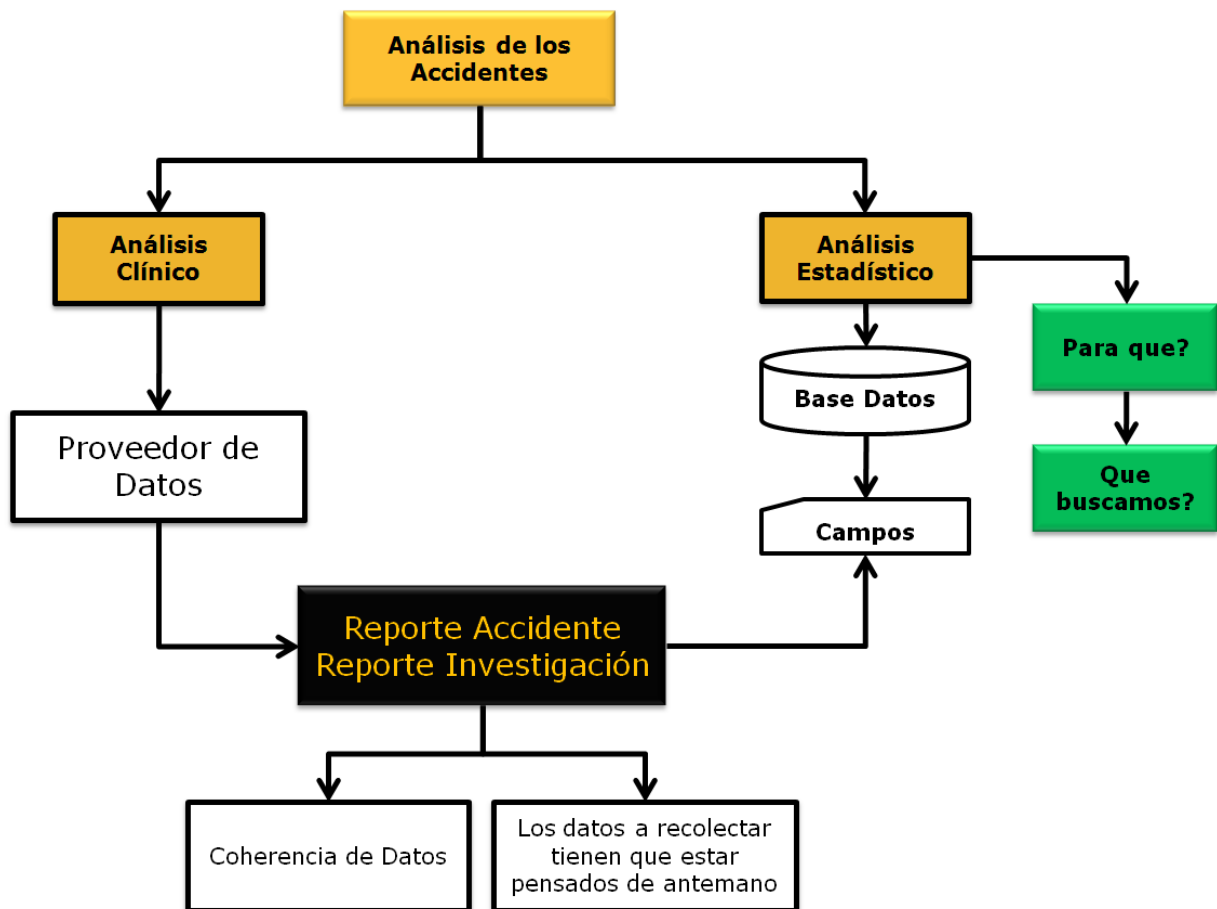 Análisis de los
Accidentes
Análisis
Clínico
Análisis
Estadístico
Para que?
Base Datos
Proveedor de
Datos
Que
buscamos?
Campos
Reporte Accidente
Reporte Investigación
Coherencia de Datos
Los datos a recolectar
tienen que estar
pensados de antemano